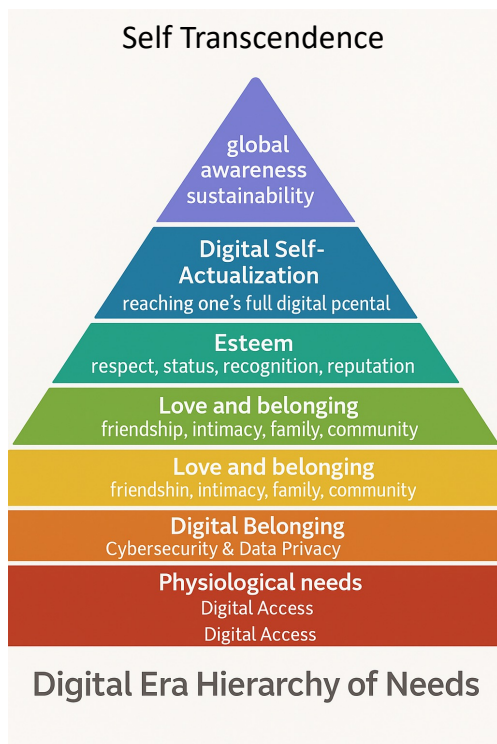 Self Transcendence
global
awareness
sustainability
Digital Self-
Actualization
reaching one's full digital pcental
Esteem
respect, status, recognition, reputation
Love and belonging
friendship, intimacy, family, community
Love and belonging
friendshin, intimacy, family, community
Digital Belonging
Cybersecurity & Data Privacy
Physiological needs
Digital Access
Digital Access
Digital Era Hierarchy of Needs